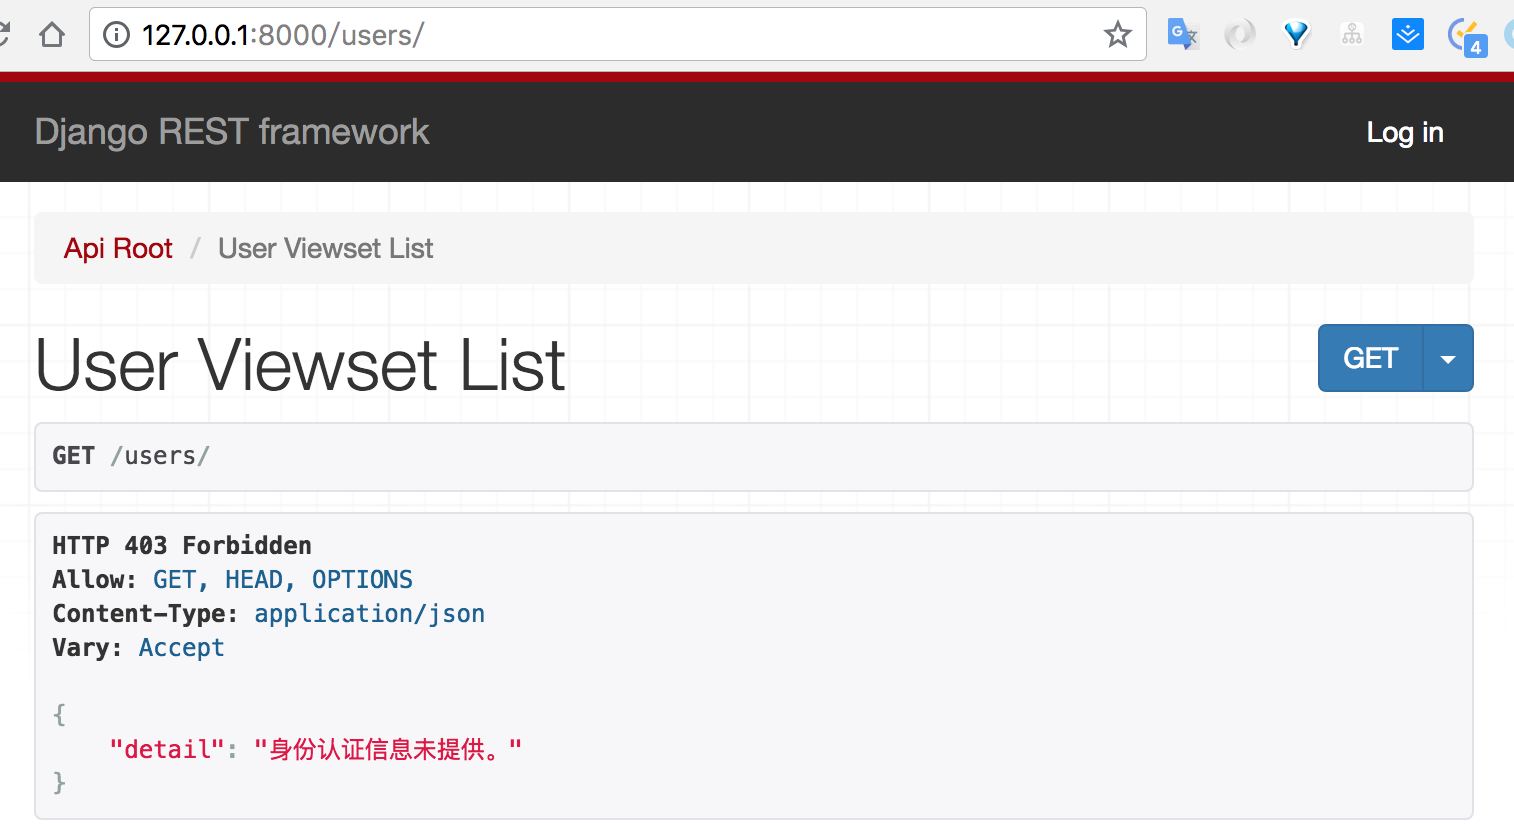 127.0.0.1:8000/users/
4
Django REST framework
Log in
Api Root / User Viewset List
User Viewset List
GET
GET /users/
HTTP 403 Forbidden
Allow: GET, HEAD, OPTIONS
Content-Type: application/json
Vary: Accept
{
"detail": "身份认证信息未提供。"
}